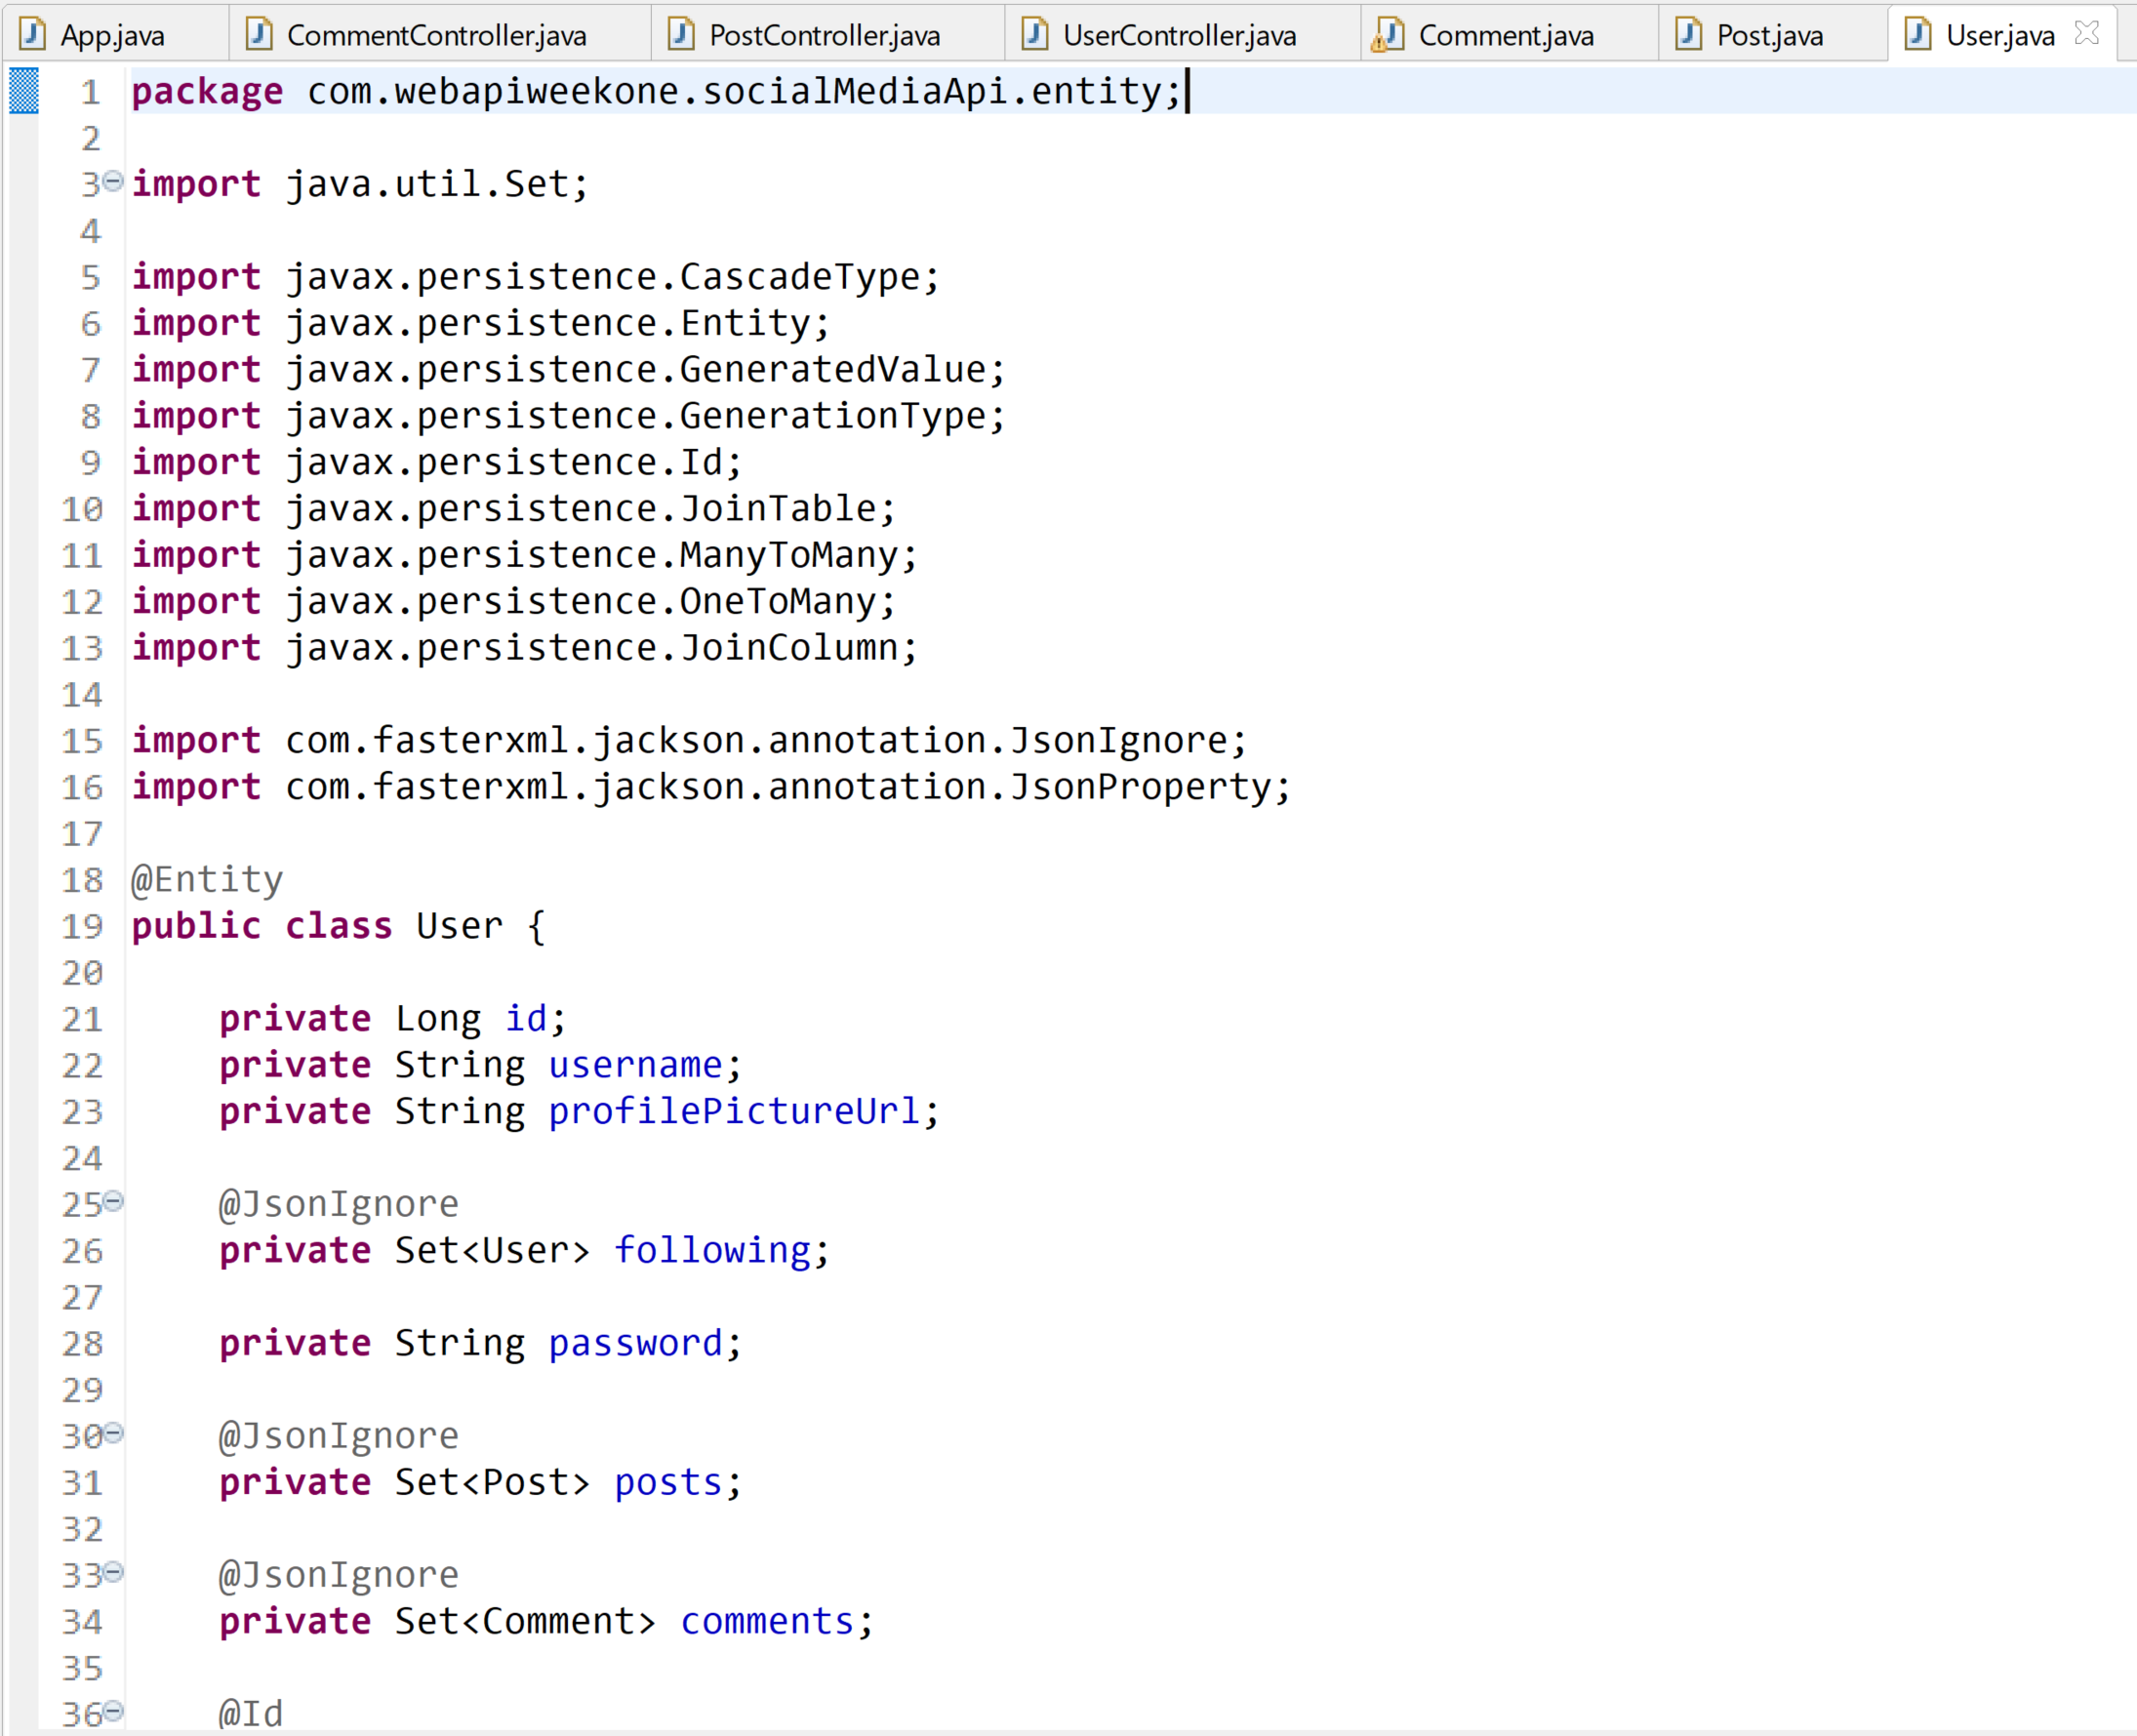 App.java CommentController.java PostController.java UserController.java Comment.java Post.java User.java
1 package com.webapiweekone.socialMediaApi.entity;
2
3 import java.util.Set;
4
5 import javax.persistence.CascadeType;
6 import javax.persistence.Entity;
7 import javax.persistence.GeneratedValue;
8 import javax.persistence.GenerationType;
9 import javax.persistence.Id;
10 import javax.persistence.JoinTable;
11 import javax.persistence.ManyToMany;
12 import javax.persistence.OneToMany;
13 import javax.persistence.JoinColumn;
14
15 import com.fasterxml.jackson.annotation.JsonIgnore;
16 import com.fasterxml.jackson.annotation.JsonProperty;
17
18 @Entity
19 public class User {
20
21 private Long id;
22 private String username;
23 private String profilePictureUrl;
24
25 @JsonIgnore
26 private Set<User> following;
27
28 private String password;
29
30 @JsonIgnore
31 private Set<Post> posts;
32
33 @JsonIgnore
34 private Set<Comment> comments;
35
36 @Id